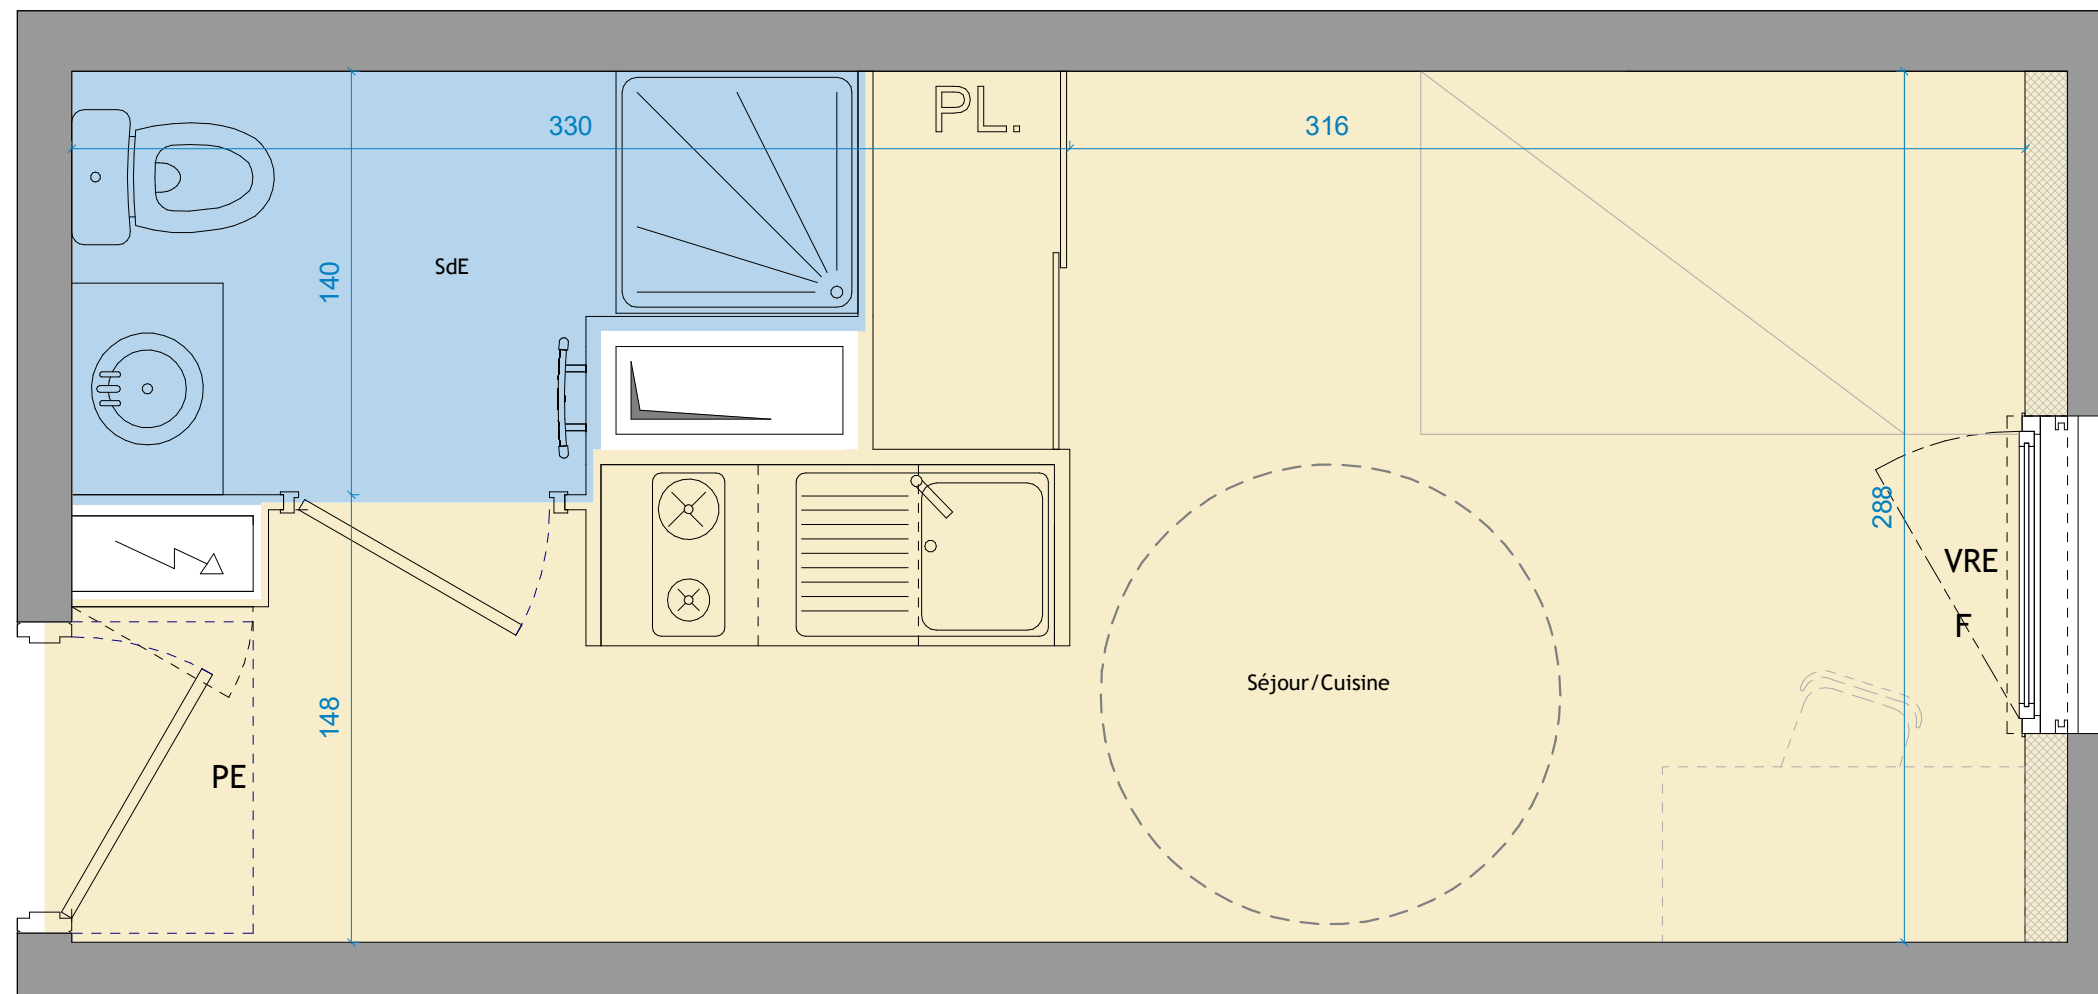 PL.
330
316
SdE
140
288
VRE
F
Séjour/Cuisine
148
PE